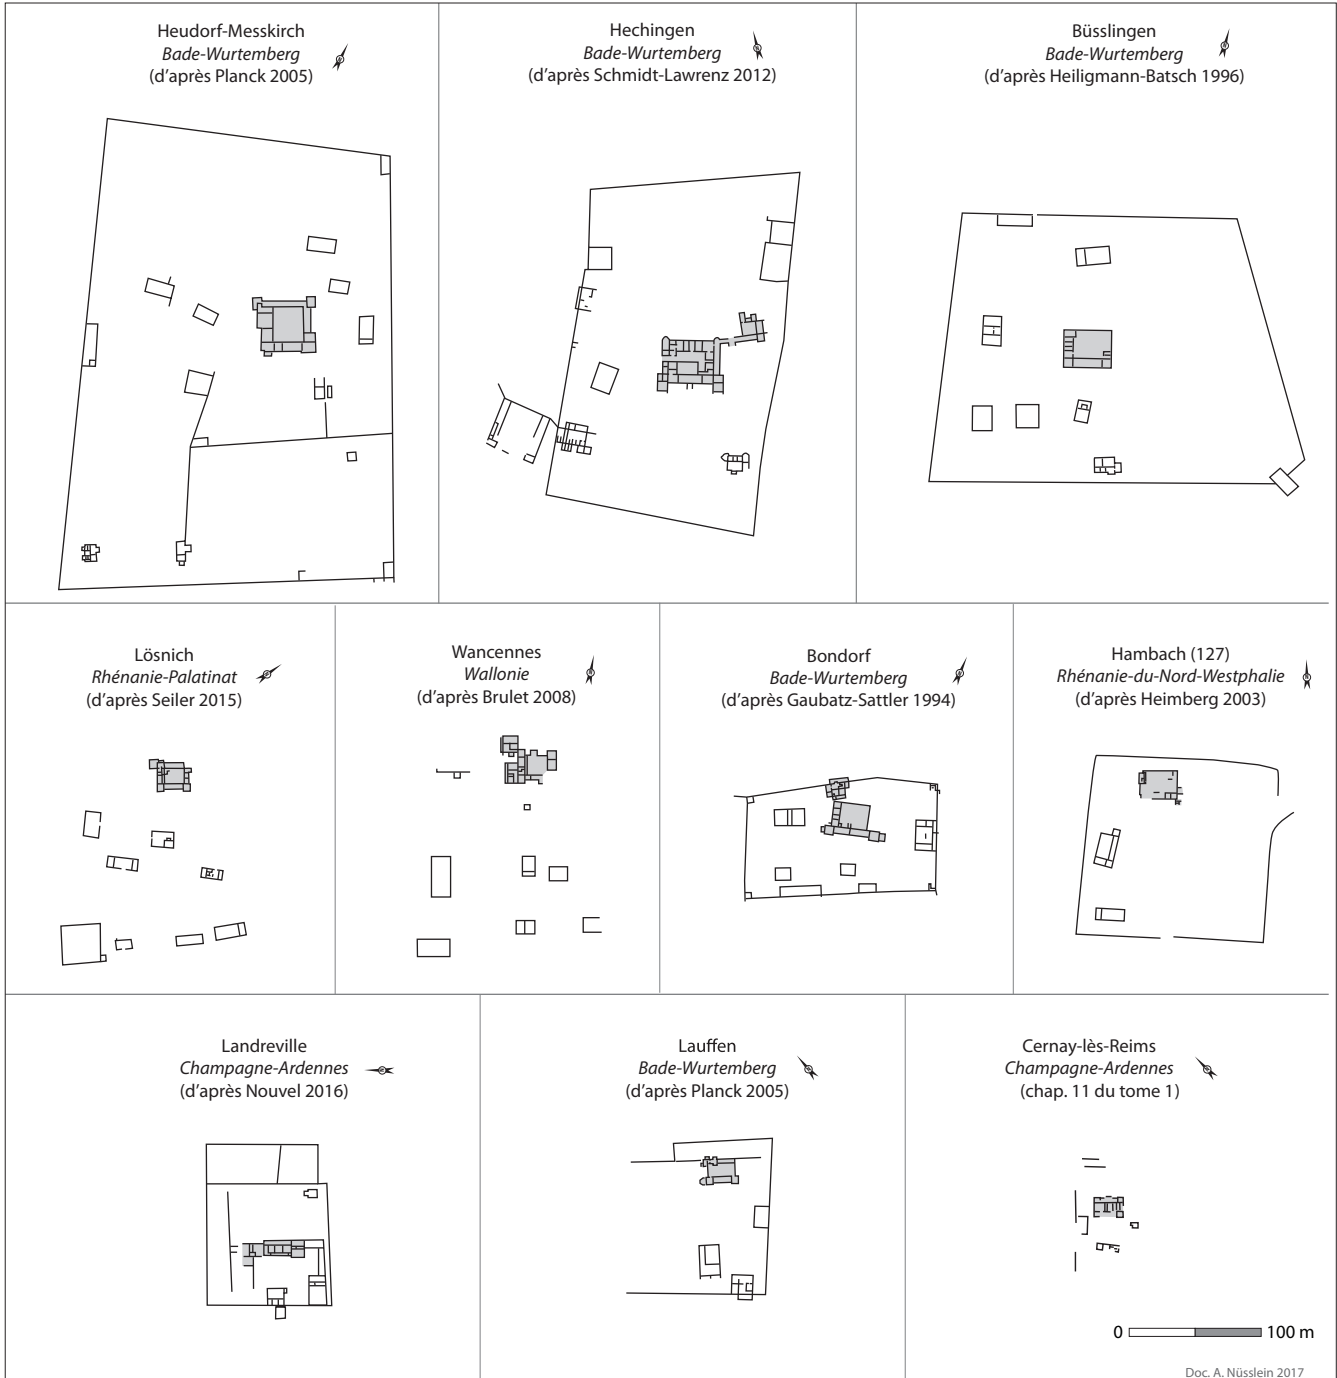 Heudorf-Messkirch
Bade-Wurtemberg
(d'après Planck 2005)
Hechingen
Bade-Wurtemberg
(d'après Schmidt-Lawrenz 2012)
Büsslingen
Bade-Wurtemberg
(d'après Heiligmann-Batsch 1996)
Lösnich
Rhénanie-Palatinat
(d'après Seiler 2015)
Wancennes
Wallonie
(d'après Brulet 2008)
Bondorf
Bade-Wurtemberg
(d'après Gaubatz-Sattler 1994)
Hambach (127)
Rhénanie-du-Nord-Westphalie
(d'après Heimberg 2003)
Landreville
Champagne-Ardennes
(d'après Nouvel 2016)
Lauffen
Bade-Wurtemberg
(d'après Planck 2005)
Cernay-lès-Reims
Champagne-Ardennes
(chap. 11 du tome 1)
0 100 m
Doc. A. Nüsslein 2017